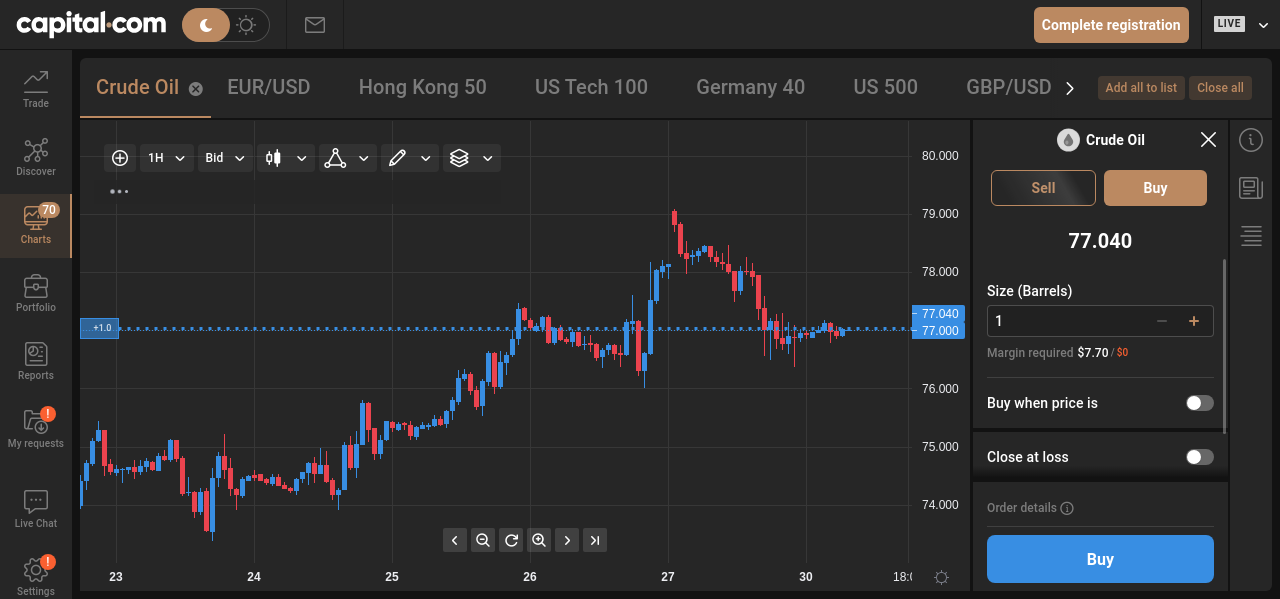 capital.com
Complete registration
LIVE
Trade
Discover
70
Charts
Portfolio
Reports
!
My requests
Live Chat
!
Settings
Crude Oil
EUR/USD
Hong Kong 50
US Tech 100
Germany 40
US 500
GBP/USD
Add all to list
Close all
1H
Bid
80.000
79.000
78.000
77.040
77.000
76.000
75.000
74.000
+1.0
23
24
25
26
27
30
18:0
Crude Oil
Sell
Buy
77.040
Size (Barrels)
1
Margin required $7.70 / $0
Buy when price is
Close at loss
Order details
Buy